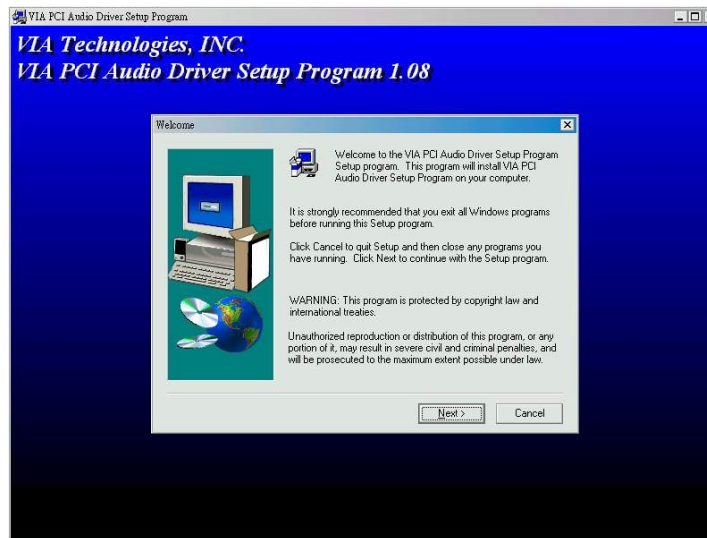 VIA PCI Audio Driver Setup Program
VIA Technologies, INC.
VIA PCI Audio Driver Setup Program 1.08
Welcome
Welcome to the VIA PCI Audio Driver Setup Program
Setup program. This program will install VIA PCI
Audio Driver Setup Program on your computer.
It is strongly recommended that you exit all Windows programs
before running this Setup program.
Click Cancel to quit Setup and then close any programs you
have running. Click Next to continue with the Setup program.
WARNING: This program is protected by copyright law and
international treaties.
Unauthorized reproduction or distribution of this program, or any
portion of it, may result in severe civil and criminal penalties, and
will be prosecuted to the maximum extent possible under law.
Next >
Cancel